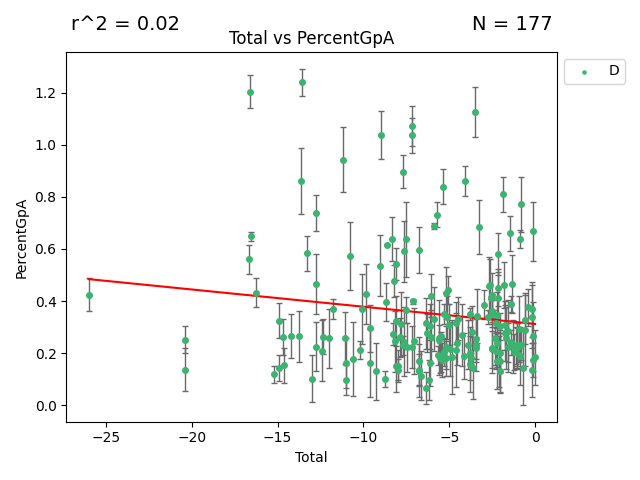 r^2 = 0.02
N = 177
Total vs PercentGpA
D
PercentGpA
1.2
1.0
0.8
0.6
0.4
0.2
0.0
−25
−20
−15
−10
−5
0
Total